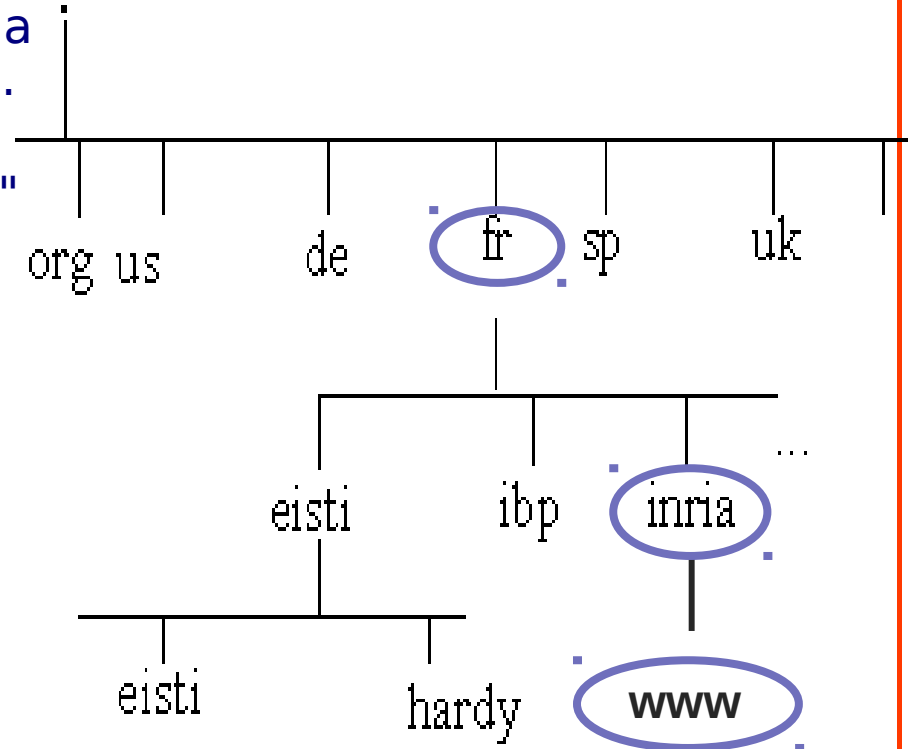 a
.
"
.
org us de fr sp uk
...
eisti ibp inria
eisti hardy www